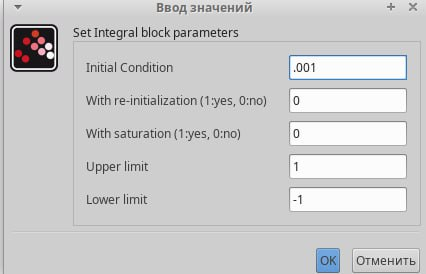 Ввод значений
Set Integral block parameters
Initial Condition .001
With re-initialization (1:yes, 0:no) 0
With saturation (1:yes, 0:no) 0
Upper limit 1
Lower limit -1
OK Отменить